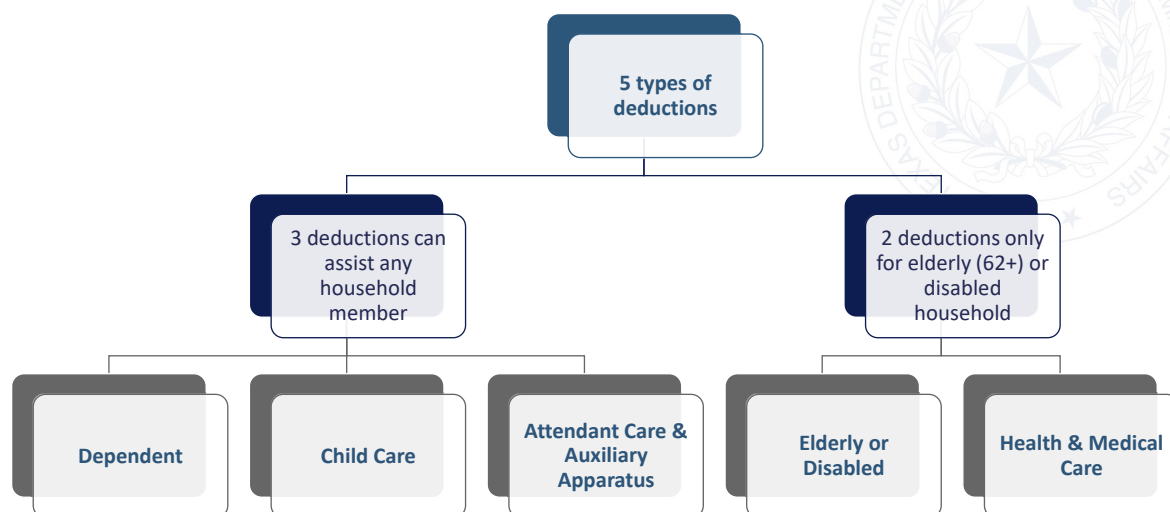 5 types of
deductions
3 deductions can
assist any
household
member
2 deductions only
for elderly (62+) or
disabled
household
Dependent
Child Care
Attendant Care &
Auxiliary
Apparatus
Elderly or
Disabled
Health & Medical
Care